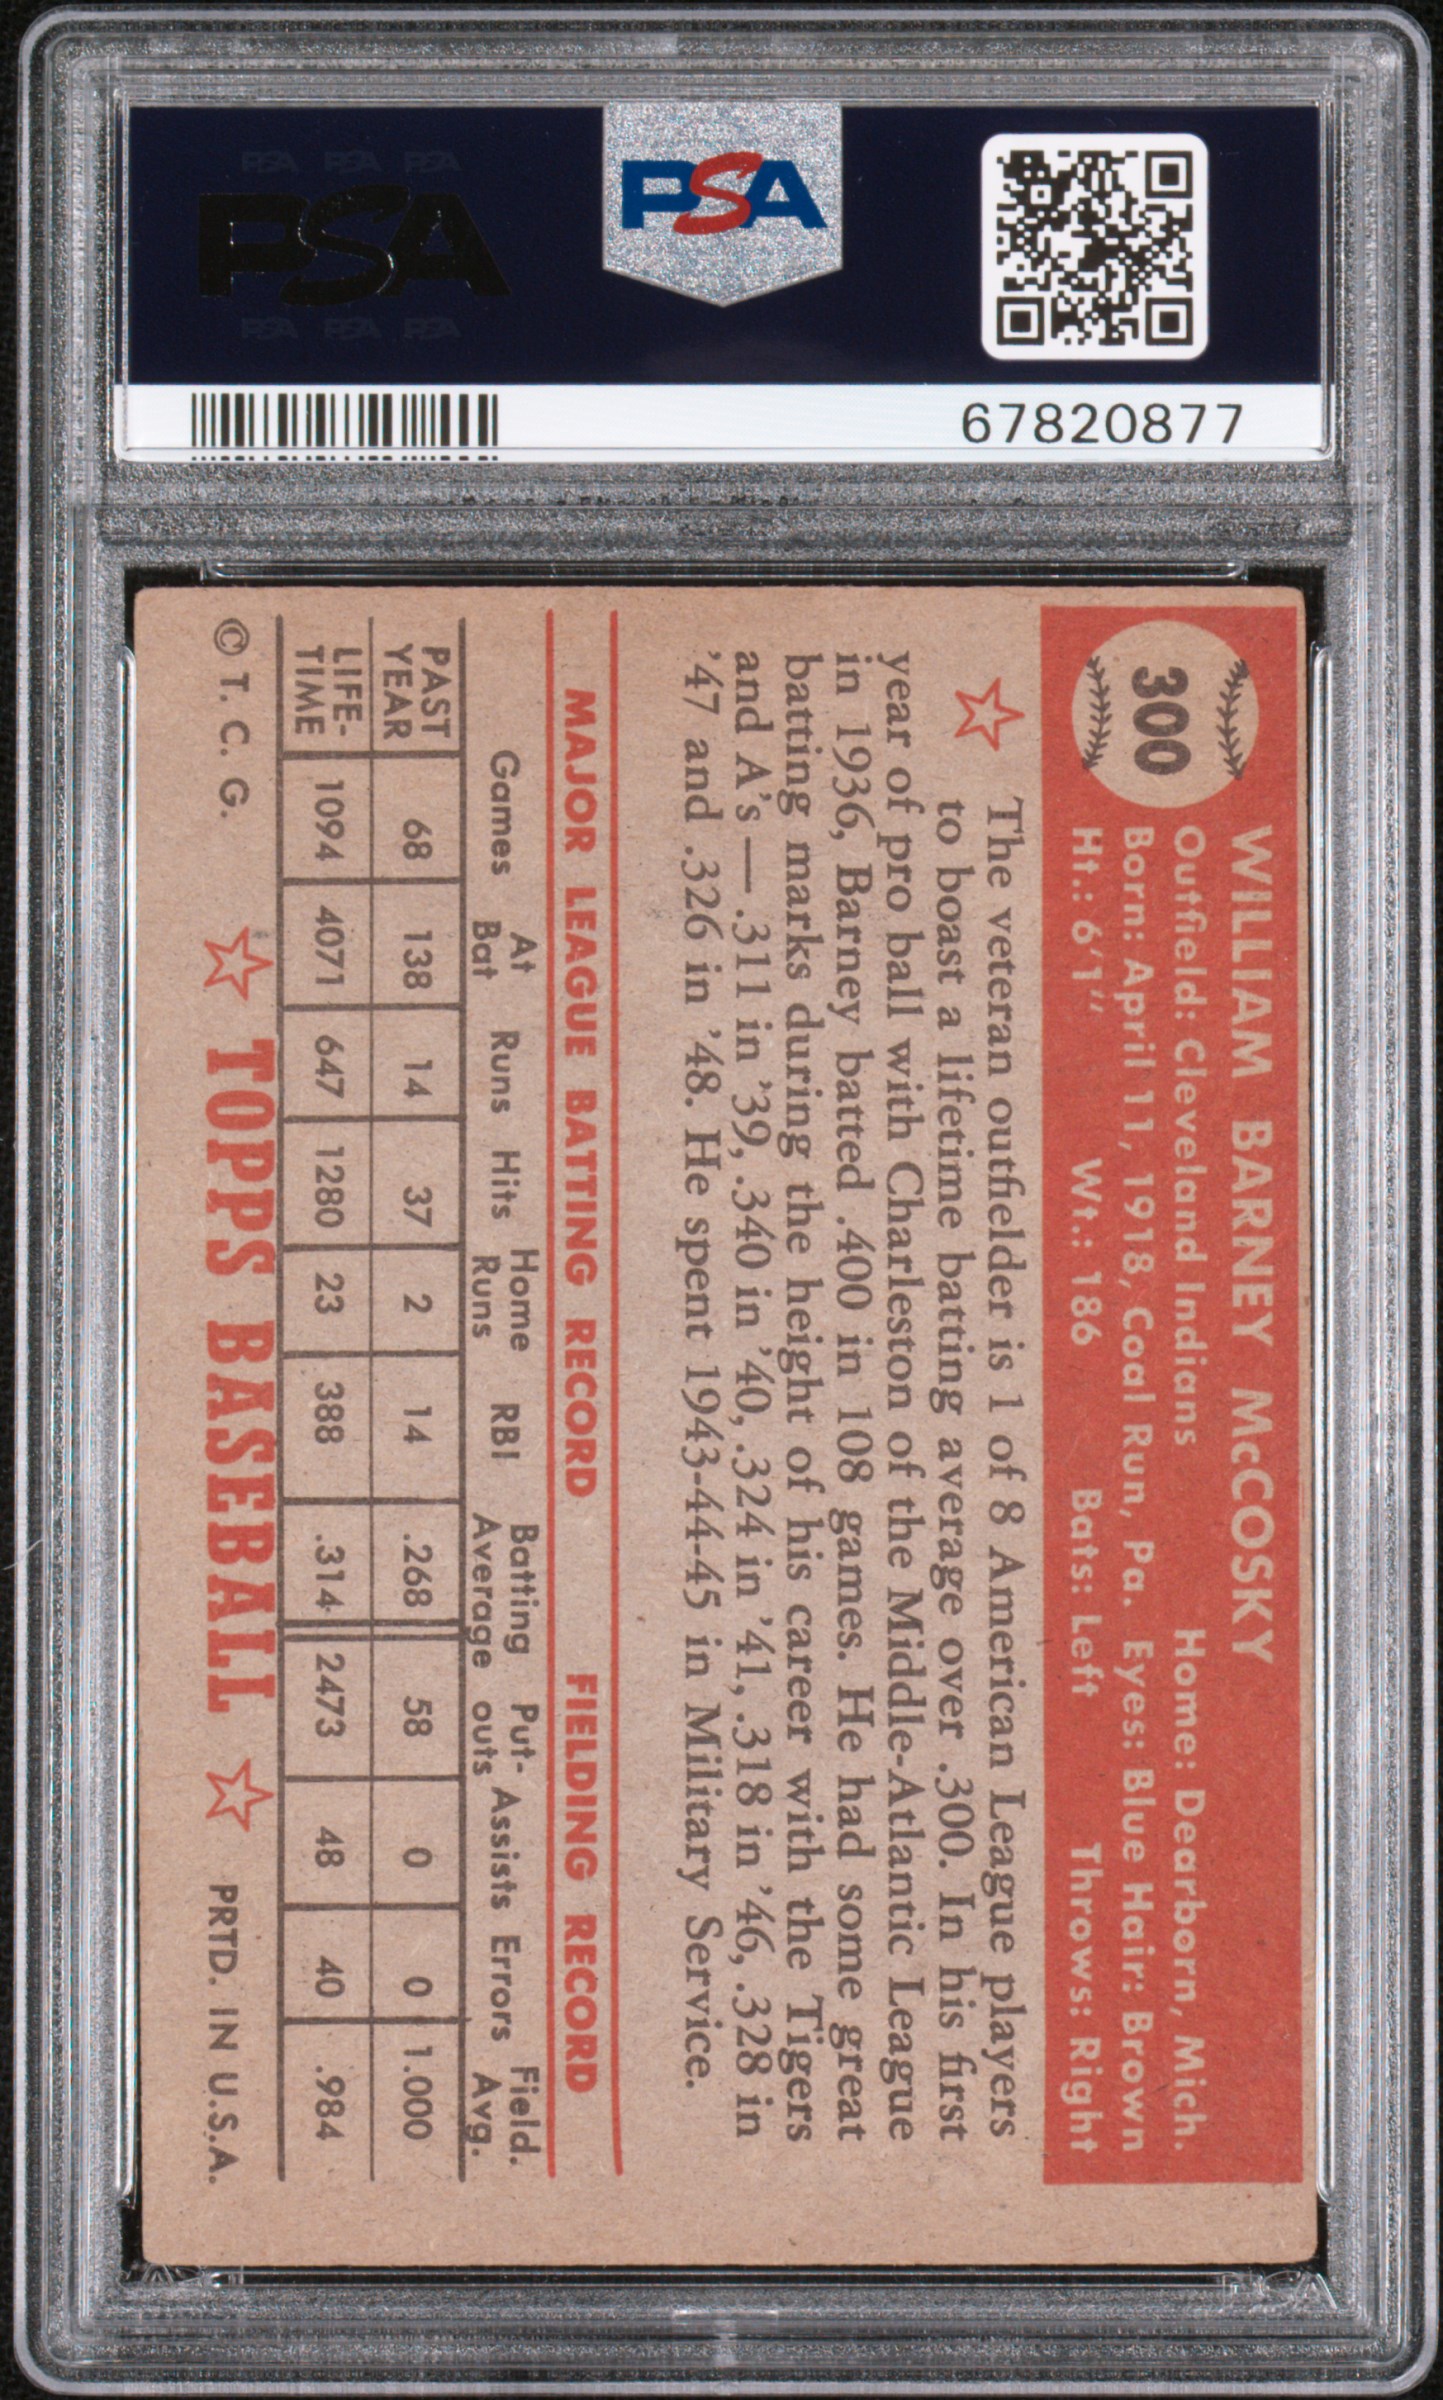 PSA PSA PSA
PSA
PSA PSA PSA
PSA
67820877
300
WILLIAM BARNEY McCOSKY
Outfield: Cleveland Indians Home: Dearborn, Mich.
Born: April 11, 1918, Coal Run, Pa. Eyes: Blue Hair: Brown
Ht.: 6'1" Wt.: 186 Bats: Left Throws: Right
The veteran outfielder is 1 of 8 American League players
to boast a lifetime batting average over .300. In his first
year of pro ball with Charleston of the Middle-Atlantic League
in 1936, Barney batted .400 in 108 games. He had some great
batting marks during the height of his career with the Tigers
and A's—.311 in '39, .340 in '40, .324 in '41, .318 in '46, .328 in
'47 and .326 in '48. He spent 1943-44-45 in Military Service.
MAJOR LEAGUE BATTING RECORD FIELDING RECORD
Games At Bat Runs Hits Home Runs RBI Batting Average Put-outs Assists Errors Field. Avg.
PAST YEAR 68 138 14 37 2 14 .268 58 0 0 1.000
LIFE-TIME 1094 4071 647 1280 23 388 .314 2473 48 40 .984
© T. C. G. TOPPS BASEBALL PRTD. IN U.S.A.
PSA